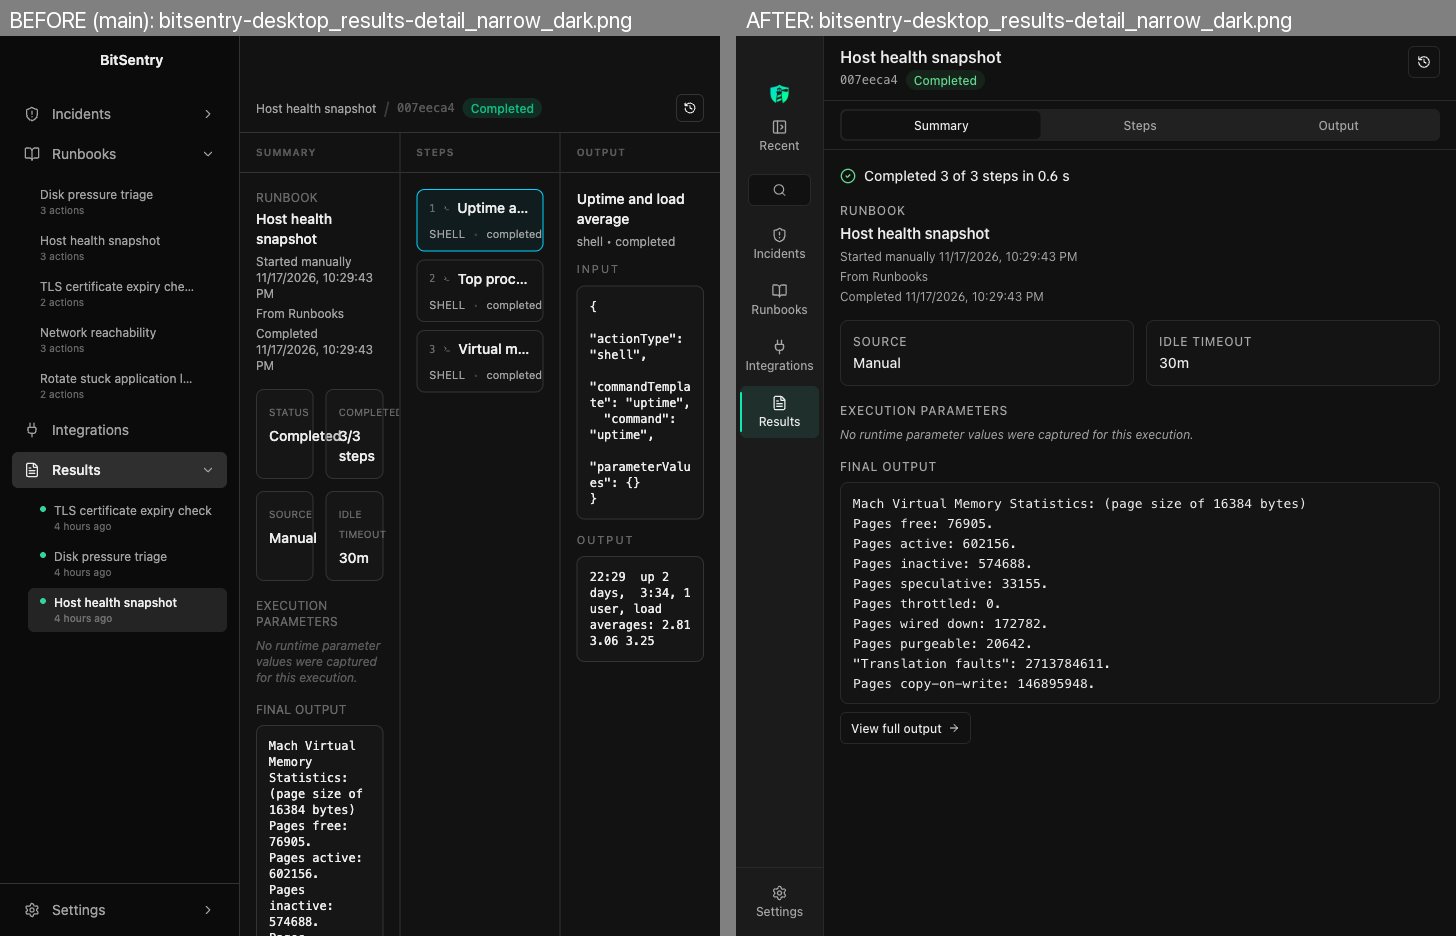 BEFORE (main): bitsentry-desktop_results-detail_narrow_dark.png
BitSentry
Incidents
Runbooks
Disk pressure triage
3 actions
Host health snapshot
3 actions
TLS certificate expiry che...
2 actions
Network reachability
3 actions
Rotate stuck application l...
2 actions
Integrations
Results
TLS certificate expiry check
4 hours ago
Disk pressure triage
4 hours ago
Host health snapshot
4 hours ago
Settings
Host health snapshot / 007eeca4 Completed
SUMMARY
RUNBOOK
Host health
snapshot
Started manually
11/17/2026, 10:29:43
PM
From Runbooks
Completed
11/17/2026, 10:29:43
PM
STATUS
Completed
COMPLETED
3/3
steps
SOURCE
Manual
IDLE
TIMEOUT
30m
EXECUTION
PARAMETERS
No runtime parameter
values were captured
for this execution.
FINAL OUTPUT
Mach Virtual
Memory
Statistics:
(page size of
16384 bytes)
Pages free:
76905.
Pages active:
602156.
Pages
inactive:
574688.
Pages
STEPS
1 Uptime a...
SHELL · completed
2 Top proc...
SHELL · completed
3 Virtual m...
SHELL · completed
OUTPUT
Uptime and load
average
shell • completed
INPUT
{
"actionType":
"shell",
"commandTempla
te": "uptime",
"command":
"uptime",
"parameterValu
es": {}
}
OUTPUT
22:29 up 2
days, 3:34, 1
user, load
averages: 2.81
3.06 3.25
AFTER: bitsentry-desktop_results-detail_narrow_dark.png
Recent
Incidents
Runbooks
Integrations
Results
Settings
Host health snapshot
007eeca4 Completed
Summary Steps Output
Completed 3 of 3 steps in 0.6 s
RUNBOOK
Host health snapshot
Started manually 11/17/2026, 10:29:43 PM
From Runbooks
Completed 11/17/2026, 10:29:43 PM
SOURCE
Manual
IDLE TIMEOUT
30m
EXECUTION PARAMETERS
No runtime parameter values were captured for this execution.
FINAL OUTPUT
Mach Virtual Memory Statistics: (page size of 16384 bytes)
Pages free: 76905.
Pages active: 602156.
Pages inactive: 574688.
Pages speculative: 33155.
Pages throttled: 0.
Pages wired down: 172782.
Pages purgeable: 20642.
"Translation faults": 2713784611.
Pages copy-on-write: 146895948.
View full output →